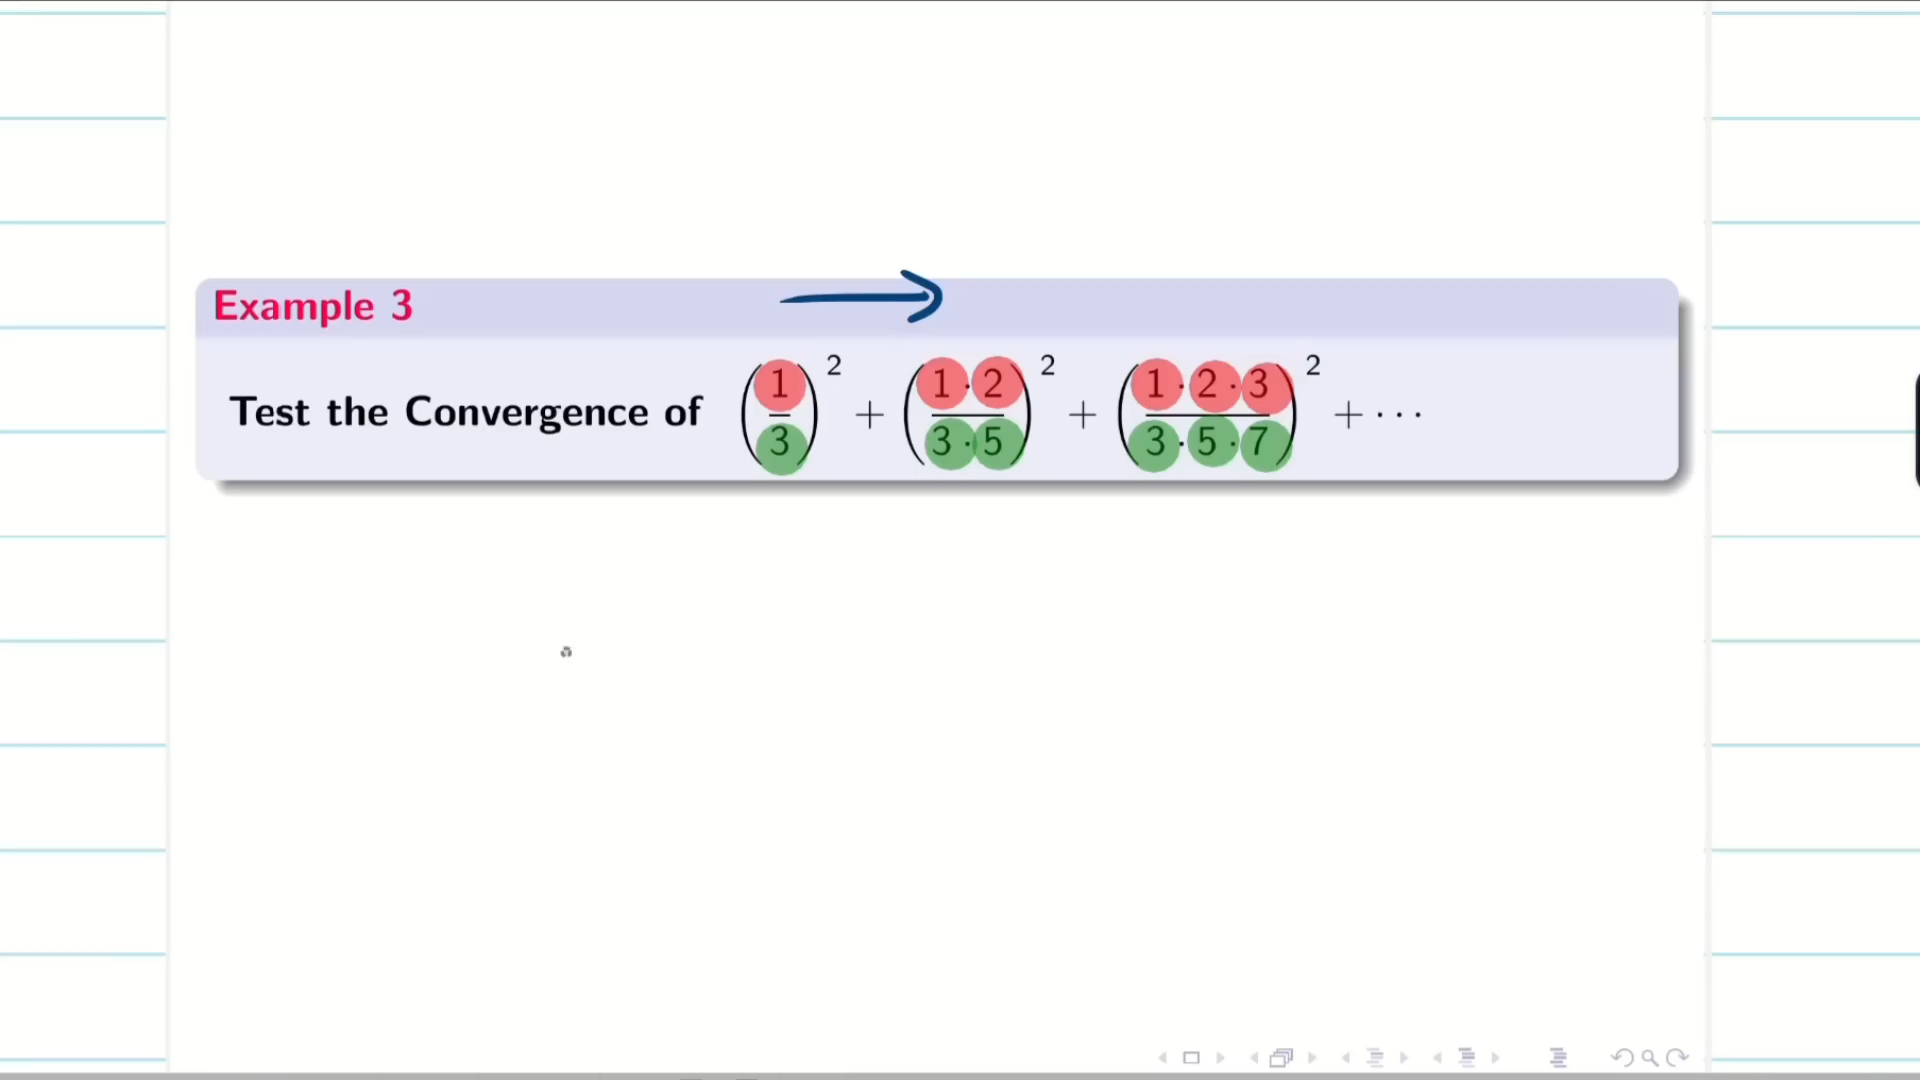 Example 3
Test the Convergence of (1/3)² + (1·2/3·5)² + (1·2·3/3·5·7)² + ···